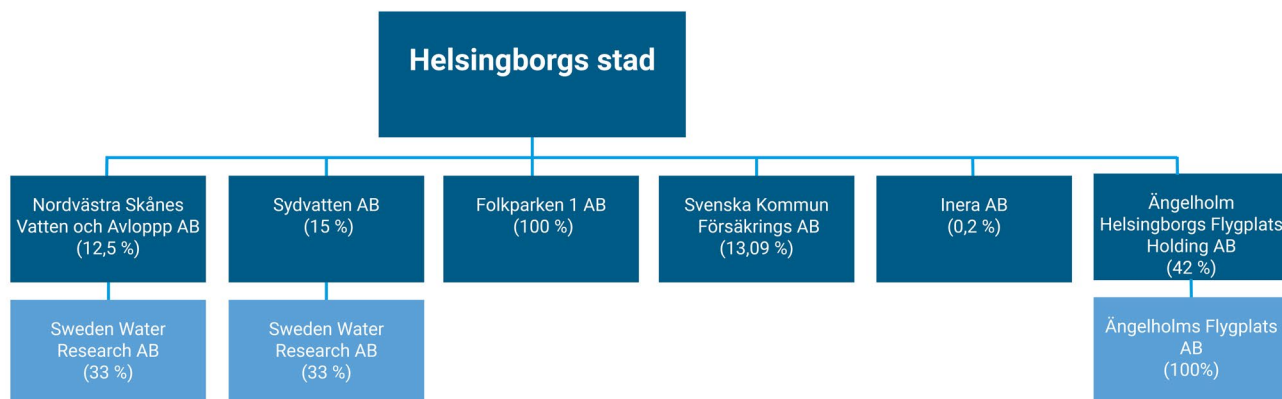 Helsingborgs stad
Nordvästra Skånes
Vatten och Avloppp AB
(12,5 %)
Sydvatten AB
(15 %)
Folkparken 1 AB
(100 %)
Svenska Kommun
Försäkrings AB
(13,09 %)
Inera AB
(0,2 %)
Ängelholm
Helsingborgs Flygplats
Holding AB
(42 %)
Sweden Water
Research AB
(33 %)
Sweden Water
Research AB
(33 %)
Ängelholms Flygplats
AB
(100%)